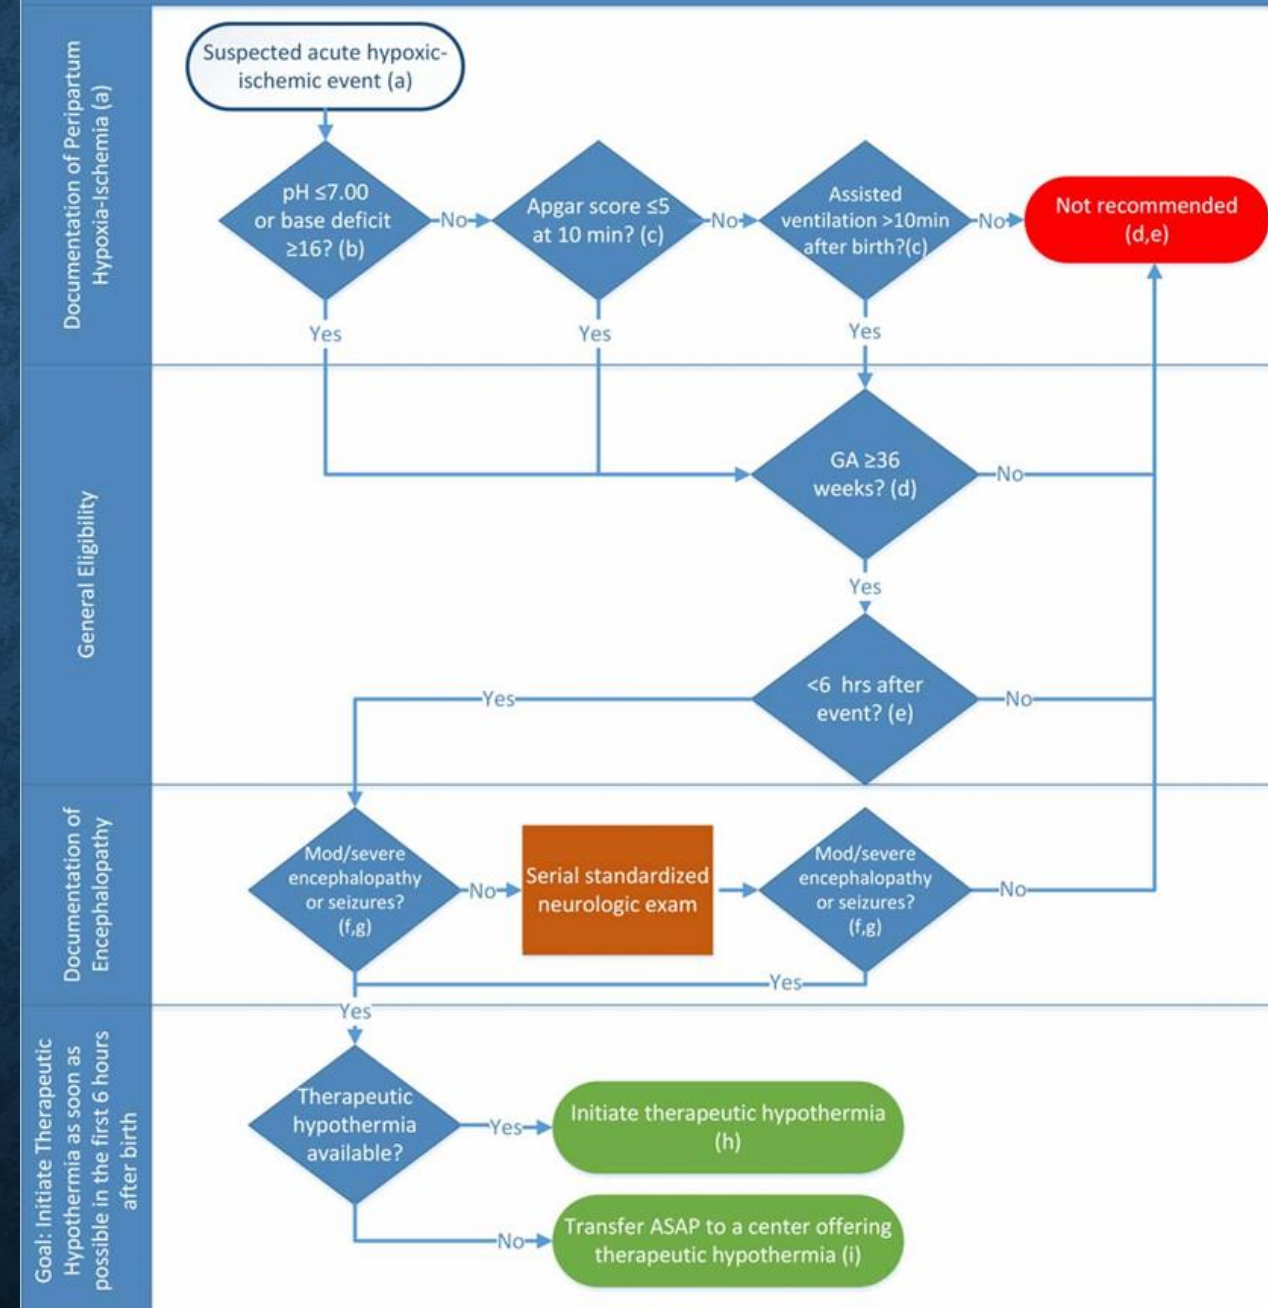 Documentation of Peripartum
Hypoxia-Ischemia (a)
Suspected acute hypoxic-
ischemic event (a)
pH ≤7.00
or base deficit
≥16? (b)
No
Apgar score ≤5
at 10 min? (c)
No
Assisted
ventilation >10min
after birth?(c)
No
Not recommended
(d,e)
Yes
Yes
Yes
General Eligibility
GA ≥36
weeks? (d)
No
Yes
<6 hrs after
event? (e)
Yes
No
Documentation of
Encephalopathy
Mod/severe
encephalopathy
or seizures?
(f,g)
No
Serial standardized
neurologic exam
Mod/severe
encephalopathy
or seizures?
(f,g)
No
Yes
Yes
Goal: Initiate Therapeutic
Hypothermia as soon as
possible in the first 6 hours
after birth
Therapeutic
hypothermia
available?
Yes
Initiate therapeutic hypothermia
(h)
No
Transfer ASAP to a center offering
therapeutic hypothermia (i)